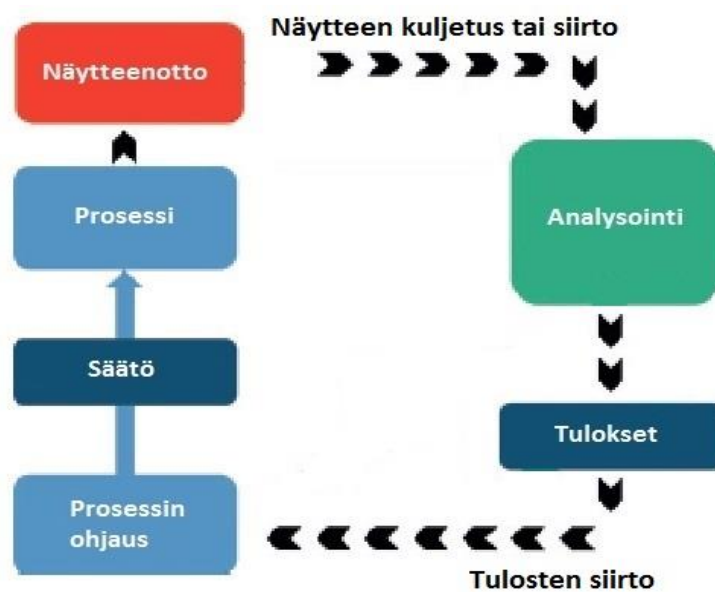 Näytteen kuljetus tai siirto
Näytteenotto
Prosessi
Analysointi
Säätö
Tulokset
Prosessin
ohjaus
Tulosten siirto